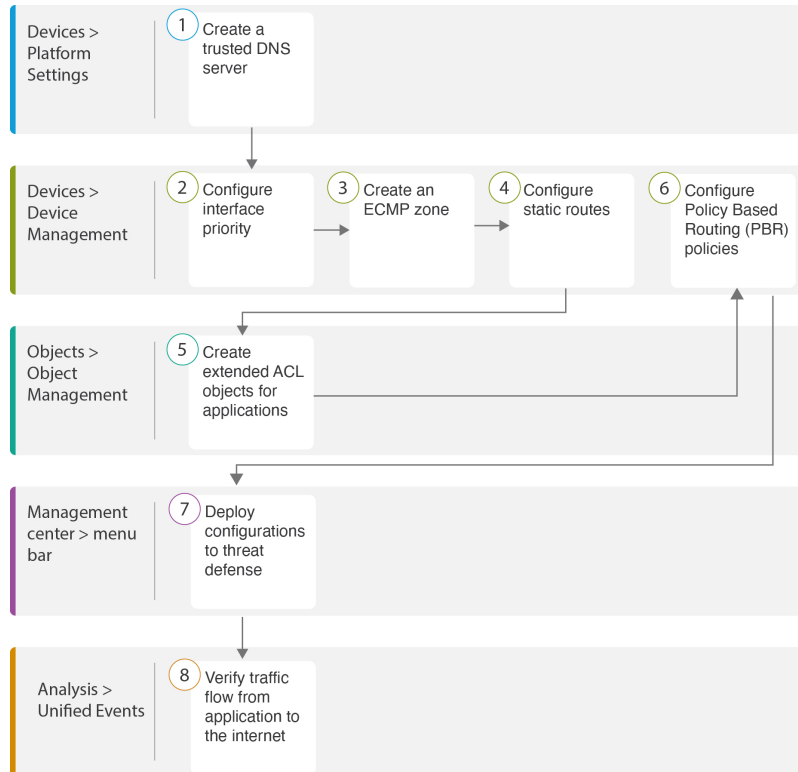 Devices >
Platform
Settings
1
Create a
trusted DNS
server
Devices >
Device
Management
2
Configure
interface
priority
3
Create an
ECMP zone
4
Configure
static routes
6
Configure
Policy Based
Routing (PBR)
policies
Objects >
Object
Management
5
Create
extended ACL
objects for
applications
Management
center > menu
bar
7
Deploy
configurations
to threat
defense
Analysis >
Unified Events
8
Verify traffic
flow from
application to
the internet